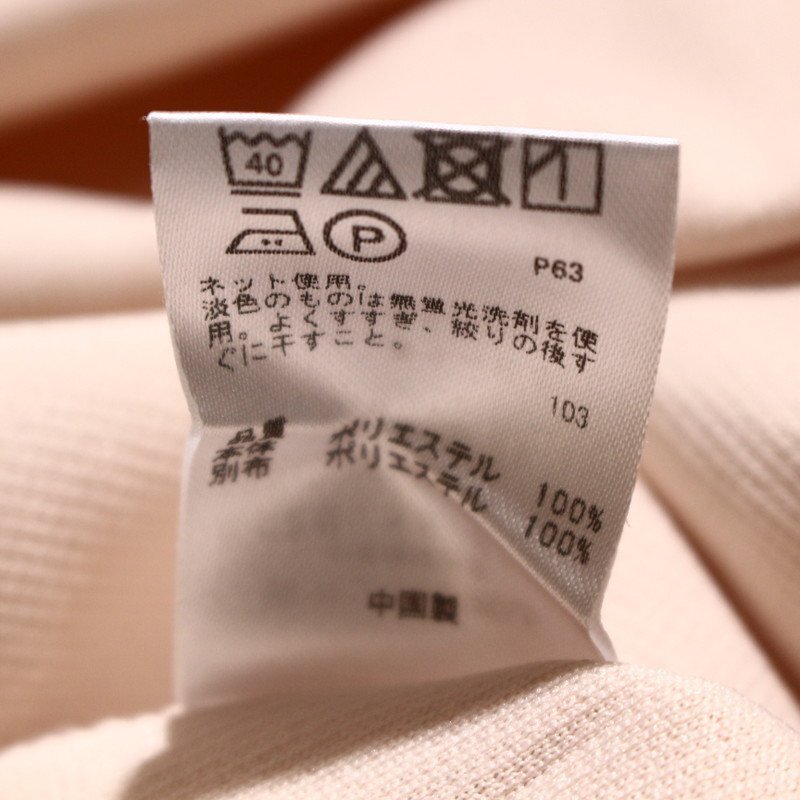 40
P
P63
ネット使用。
淡色のものは無蛍光洗剤を使
用。よくすすぎ、絞りの後す
ぐに干すこと。
103
品番
本体 ポリエステル 100%
別布 ポリエステル 100%
中国製